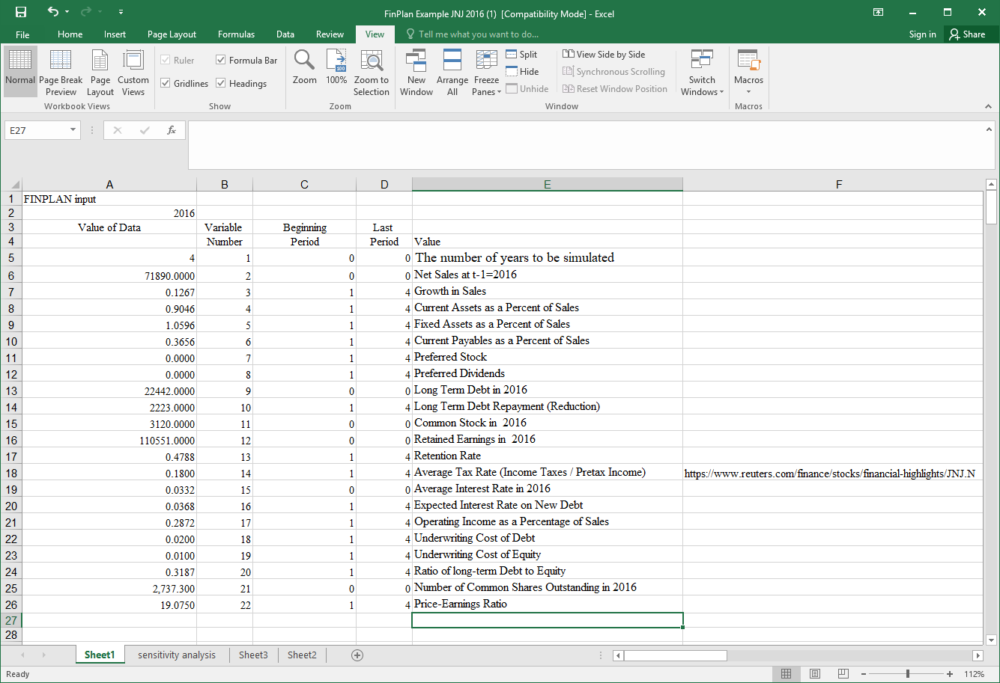 FinPlan Example JNJ 2016 (1) [Compatibility Mode] - Excel
File Home Insert Page Layout Formulas Data Review View Tell me what you want to do... Sign in Share
Normal Page Break Preview Page Layout Custom Views
Workbook Views
Ruler Formula Bar
Gridlines Headings
Show
Zoom 100% Zoom to Selection
Zoom
New Window Arrange All Freeze Panes
Split
Hide
Unhide
View Side by Side
Synchronous Scrolling
Reset Window Position
Switch Windows
Window
Macros
Macros
E27 fx
A B C D E F
1 FINPLAN input
2 2016
3 Value of Data Variable Beginning Last
4 Number Period Period Value
5 4 1 0 0 The number of years to be simulated
6 71890.0000 2 0 0 Net Sales at t-1=2016
7 0.1267 3 1 4 Growth in Sales
8 0.9046 4 1 4 Current Assets as a Percent of Sales
9 1.0596 5 1 4 Fixed Assets as a Percent of Sales
10 0.3656 6 1 4 Current Payables as a Percent of Sales
11 0.0000 7 1 4 Preferred Stock
12 0.0000 8 1 4 Preferred Dividends
13 22442.0000 9 0 0 Long Term Debt in 2016
14 2223.0000 10 1 4 Long Term Debt Repayment (Reduction)
15 3120.0000 11 0 0 Common Stock in 2016
16 110551.0000 12 0 0 Retained Earnings in 2016
17 0.4788 13 1 4 Retention Rate
18 0.1800 14 1 4 Average Tax Rate (Income Taxes / Pretax Income) https://www.reuters.com/finance/stocks/financial-highlights/JNJ.N
19 0.0332 15 0 0 Average Interest Rate in 2016
20 0.0368 16 1 4 Expected Interest Rate on New Debt
21 0.2872 17 1 4 Operating Income as a Percentage of Sales
22 0.0200 18 1 4 Underwriting Cost of Debt
23 0.0100 19 1 4 Underwriting Cost of Equity
24 0.3187 20 1 4 Ratio of long-term Debt to Equity
25 2,737.300 21 0 0 Number of Common Shares Outstanding in 2016
26 19.0750 22 1 4 Price-Earnings Ratio
27
28
Sheet1 sensitivity analysis Sheet3 Sheet2
Ready 112%